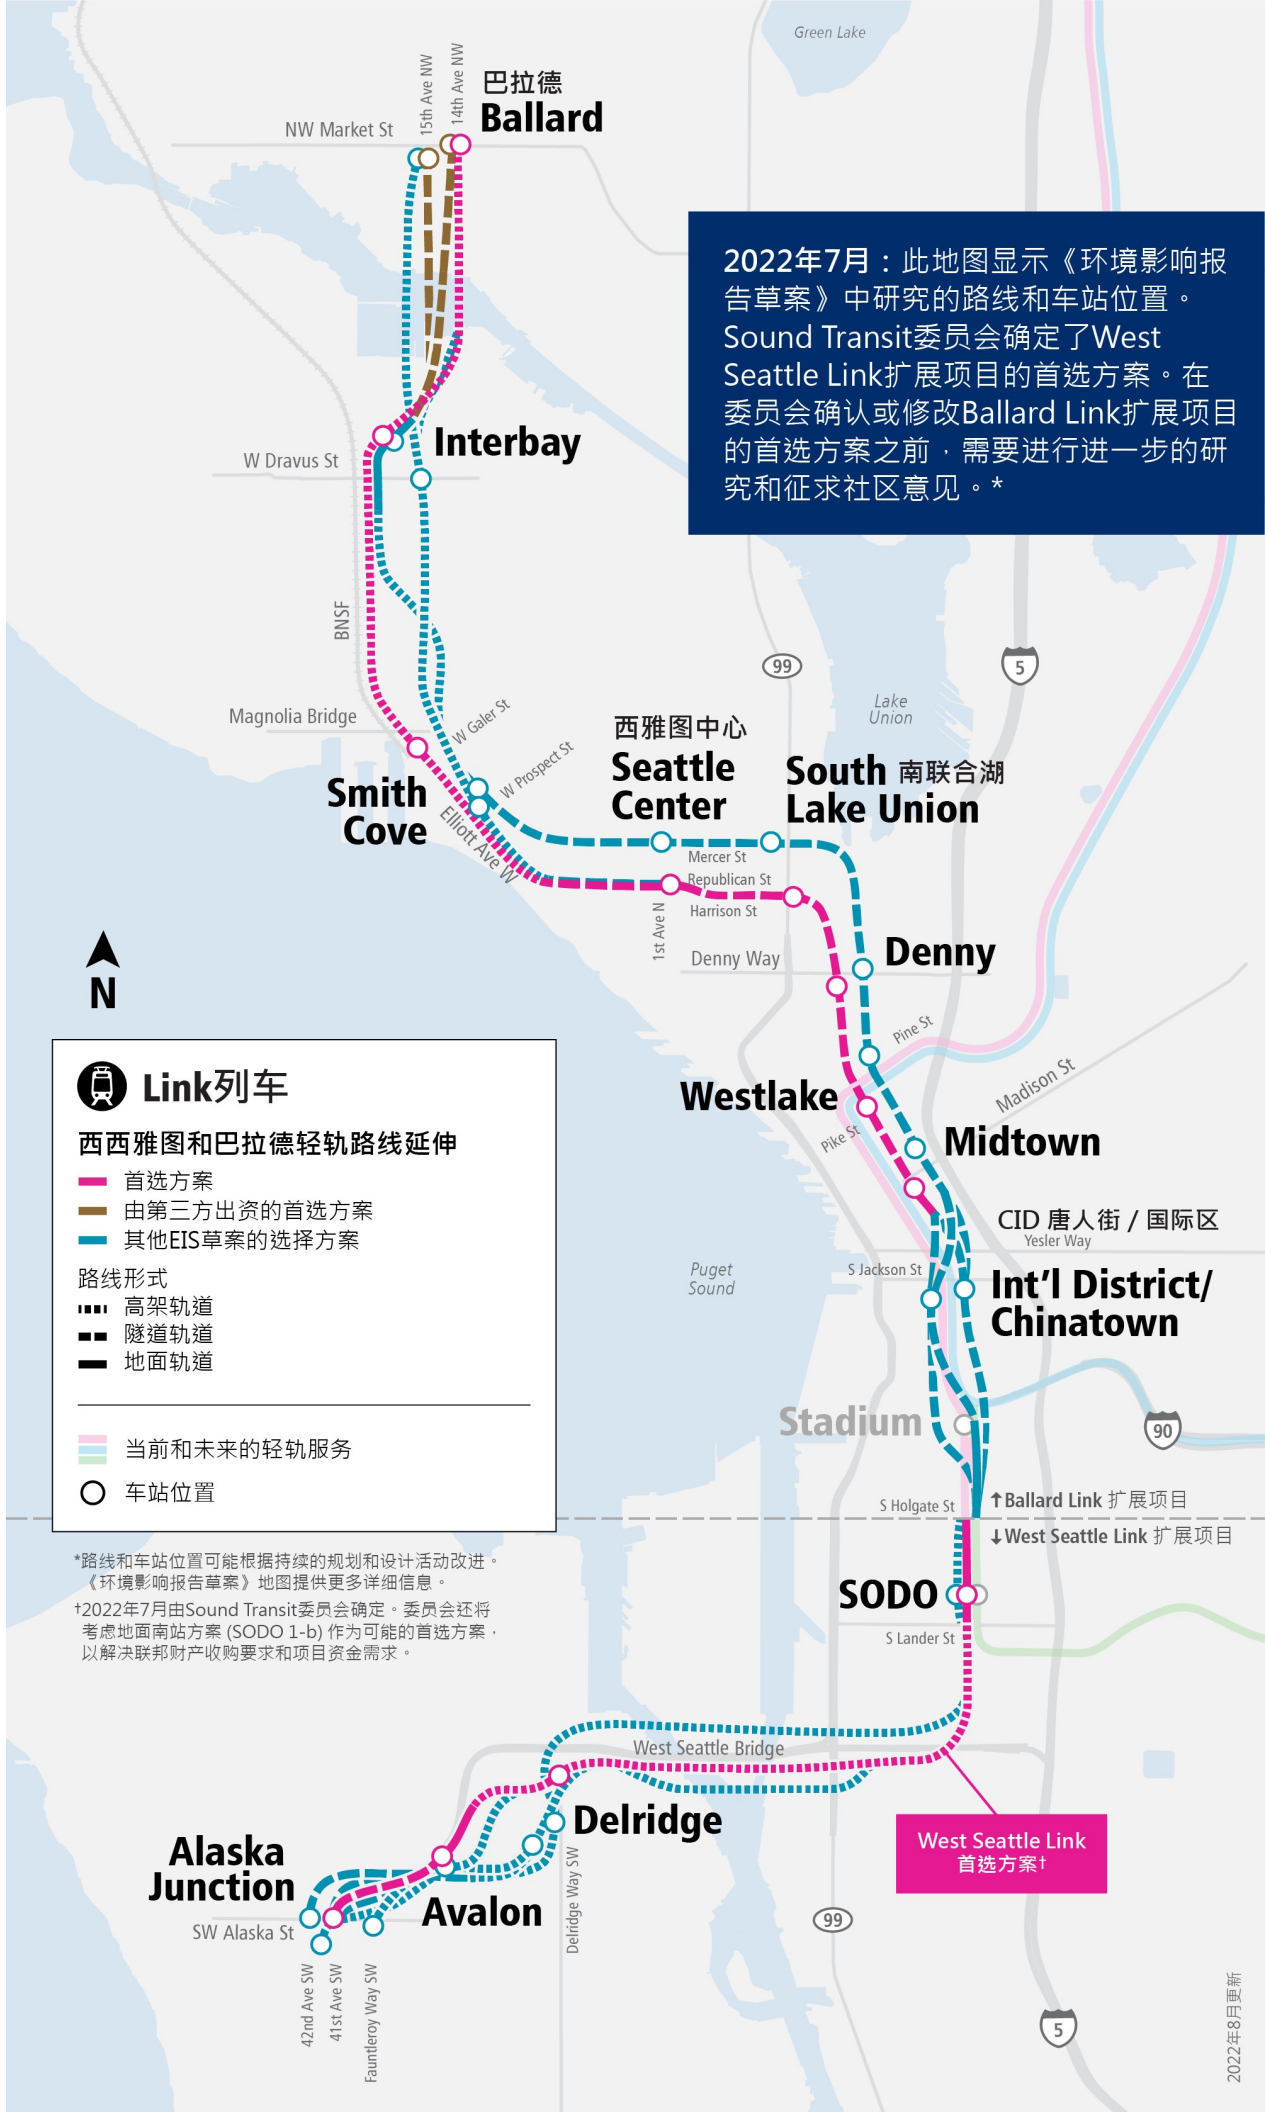 Green Lake
15th Ave NW
14th Ave NW
巴拉德
Ballard
NW Market St
2022年7月：此地图显示《环境影响报
告草案》中研究的路线和车站位置。
Sound Transit委员会确定了West
Seattle Link扩展项目的首选方案。在
委员会确认或修改Ballard Link扩展项目
的首选方案之前，需要进行进一步的研
究和征求社区意见。*
Interbay
W Dravus St
BNSF
99
5
Lake
Union
Magnolia Bridge
W Galer St
W Prospect St
西雅图中心
Seattle
Center
South 南联合湖
Lake Union
Smith
Cove
Elliott Ave W
Mercer St
Republican St
Harrison St
1st Ave N
Denny Way
Denny
N
Pine St
Madison St
Westlake
Pike St
Midtown
CID 唐人街 / 国际区
Yesler Way
S Jackson St
Int'l District/
Chinatown
Puget
Sound
Stadium
90
S Holgate St
↑Ballard Link 扩展项目
↓West Seattle Link 扩展项目
Link列车
西西雅图和巴拉德轻轨路线延伸
首选方案
由第三方出资的首选方案
其他EIS草案的选择方案
路线形式
高架轨道
隧道轨道
地面轨道
当前和未来的轻轨服务
车站位置
*路线和车站位置可能根据持续的规划和设计活动改进。
《环境影响报告草案》地图提供更多详细信息。
†2022年7月由Sound Transit委员会确定。委员会还将
考虑地面南站方案 (SODO 1-b) 作为可能的首选方案，
以解决联邦财产收购要求和项目资金需求。
SODO
S Lander St
West Seattle Bridge
Delridge
West Seattle Link
首选方案†
Alaska
Junction
Avalon
SW Alaska St
Delridge Way SW
99
42nd Ave SW
41st Ave SW
Fauntleroy Way SW
5
2022年8月更新